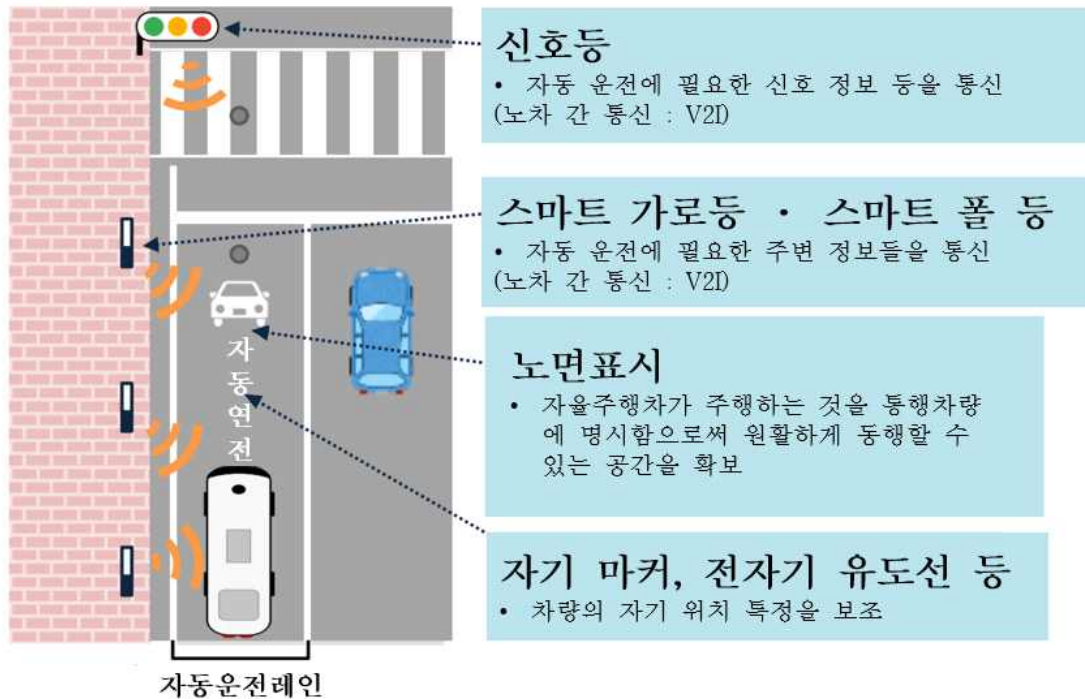 신호등
• 자동 운전에 필요한 신호 정보 등을 통신
(노차 간 통신 : V2I)
스마트 가로등 · 스마트 폴 등
• 자동 운전에 필요한 주변 정보들을 통신
(노차 간 통신 : V2I)
노면표시
• 자율주행차가 주행하는 것을 통행차량
에 명시함으로써 원활하게 동행할 수
있는 공간을 확보
자
동
연
전
자기 마커, 전자기 유도선 등
• 차량의 자기 위치 특정을 보조
자동운전레인